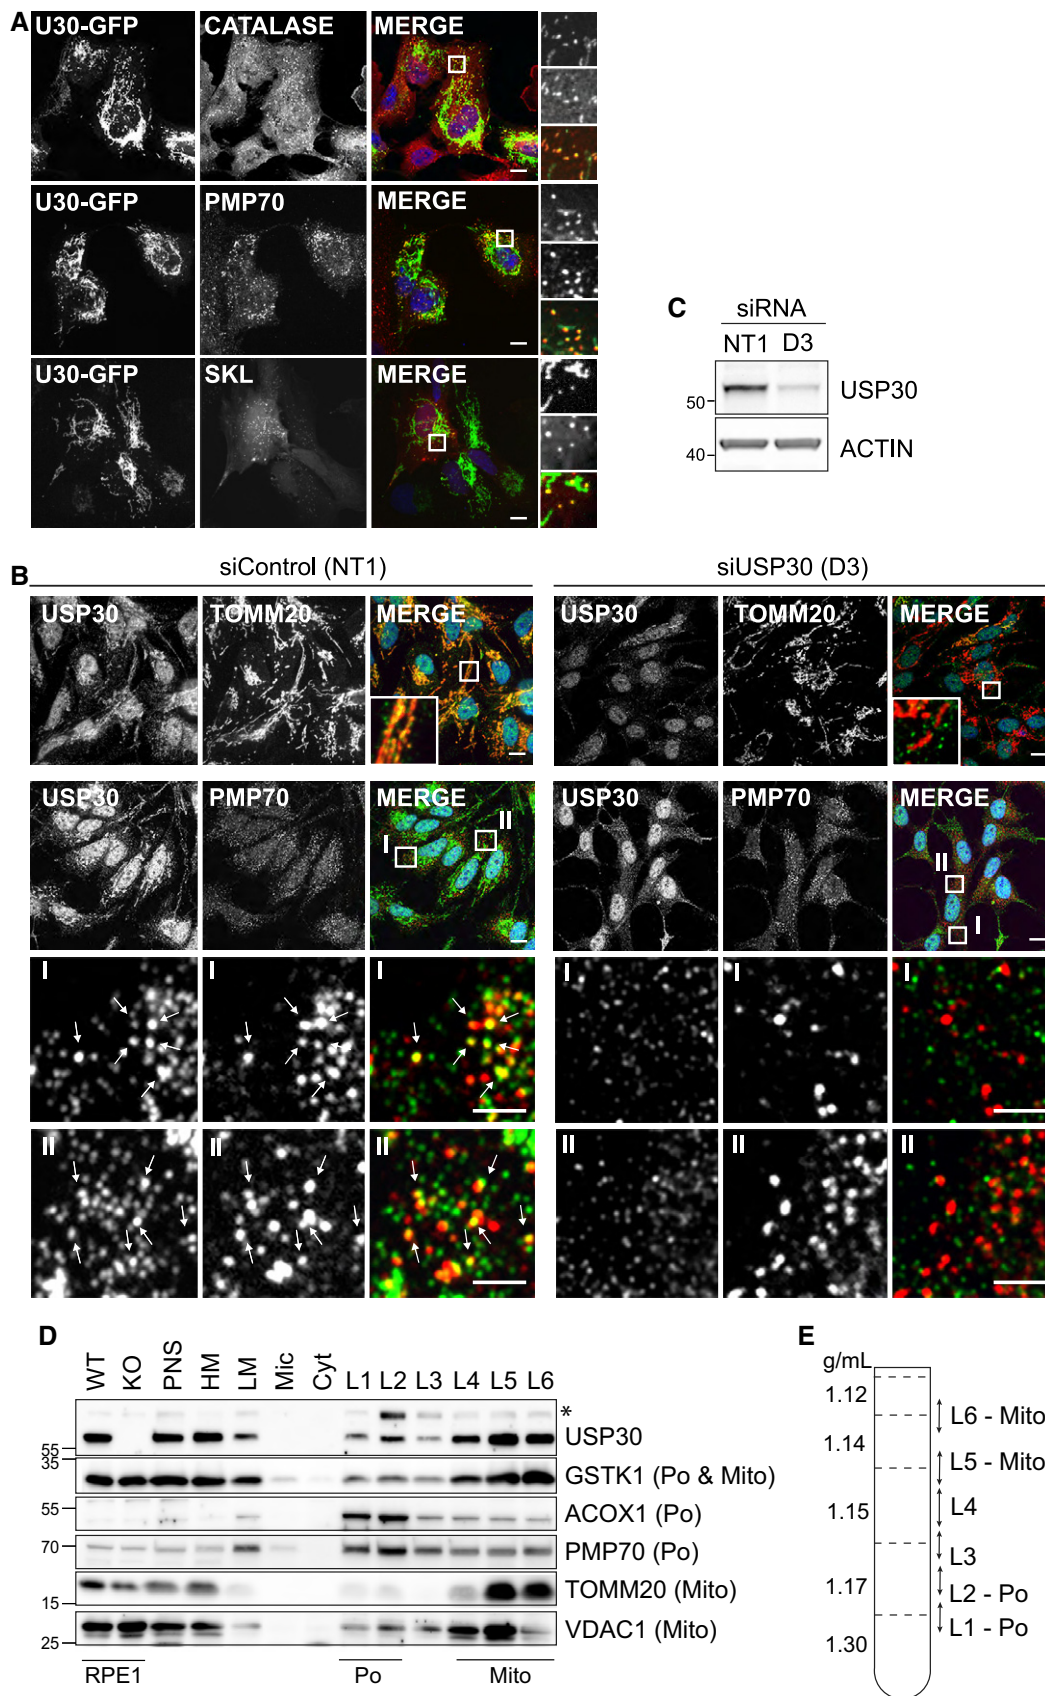 A
U30-GFP CATALASE MERGE
U30-GFP PMP70 MERGE
U30-GFP SKL MERGE
C
siRNA
NT1 D3
50
USP30
40
ACTIN
B
siControl (NT1)
siUSP30 (D3)
USP30 TOMM20 MERGE
USP30 TOMM20 MERGE
USP30 PMP70 MERGE
I
II
USP30 PMP70 MERGE
II
I
I I I
I I I
II II II
II II II
D
WT KO PNS HM LM Mic Cyt L1 L2 L3 L4 L5 L6
*
55
USP30
35
GSTK1 (Po & Mito)
55
ACOX1 (Po)
70
PMP70 (Po)
15
TOMM20 (Mito)
25
VDAC1 (Mito)
RPE1 Po Mito
E
g/mL
1.12
L6 - Mito
1.14
L5 - Mito
L4
1.15
L3
1.17
L2 - Po
L1 - Po
1.30